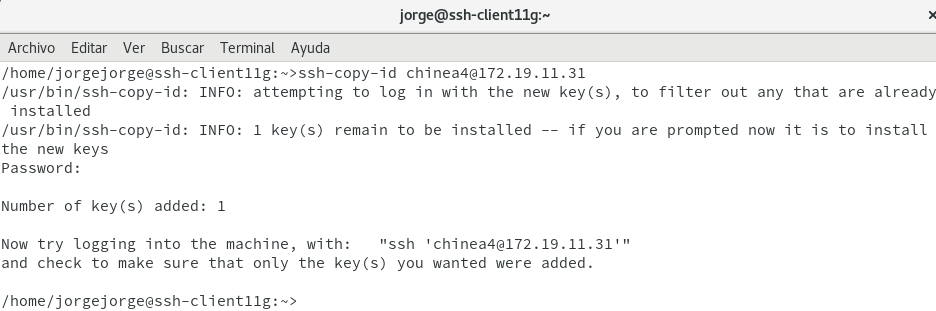 jorge@ssh-client11g:~
Archivo Editar Ver Buscar Terminal Ayuda
/home/jorgejorge@ssh-client11g:~>ssh-copy-id chinea4@172.19.11.31
/usr/bin/ssh-copy-id: INFO: attempting to log in with the new key(s), to filter out any that are already
 installed
/usr/bin/ssh-copy-id: INFO: 1 key(s) remain to be installed -- if you are prompted now it is to install
the new keys
Password:
Number of key(s) added: 1
Now try logging into the machine, with:   "ssh 'chinea4@172.19.11.31'"
and check to make sure that only the key(s) you wanted were added.
/home/jorgejorge@ssh-client11g:~>